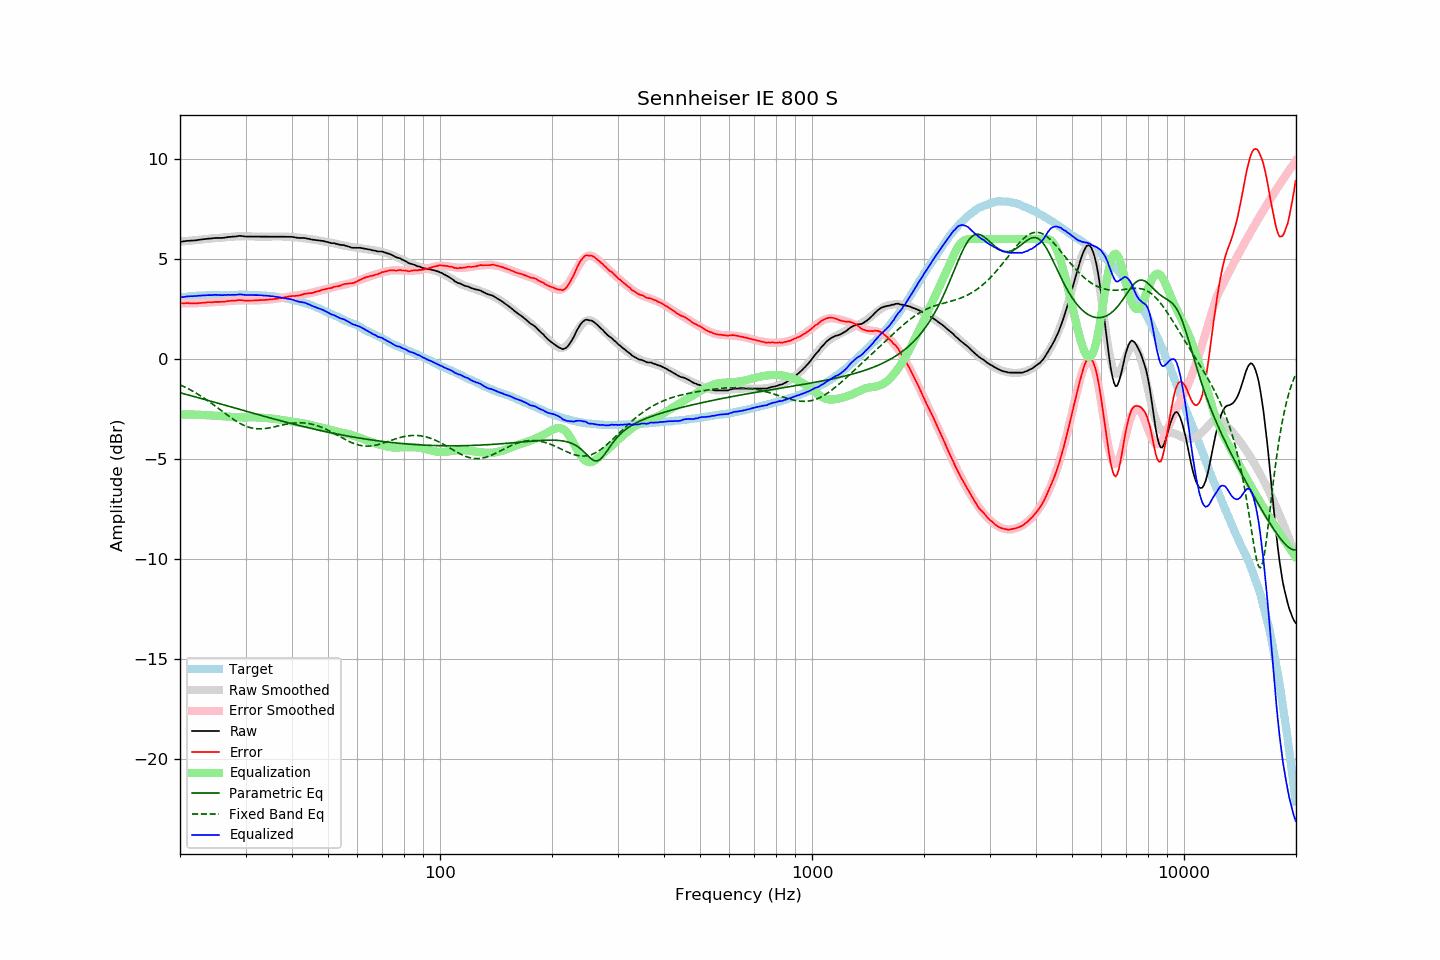 Sennheiser IE 800 S
10
5
0
−5
−10
−15
−20
Amplitude (dBr)
Target
Raw Smoothed
Error Smoothed
Raw
Error
Equalization
Parametric Eq
Fixed Band Eq
Equalized
100
1000
10000
Frequency (Hz)